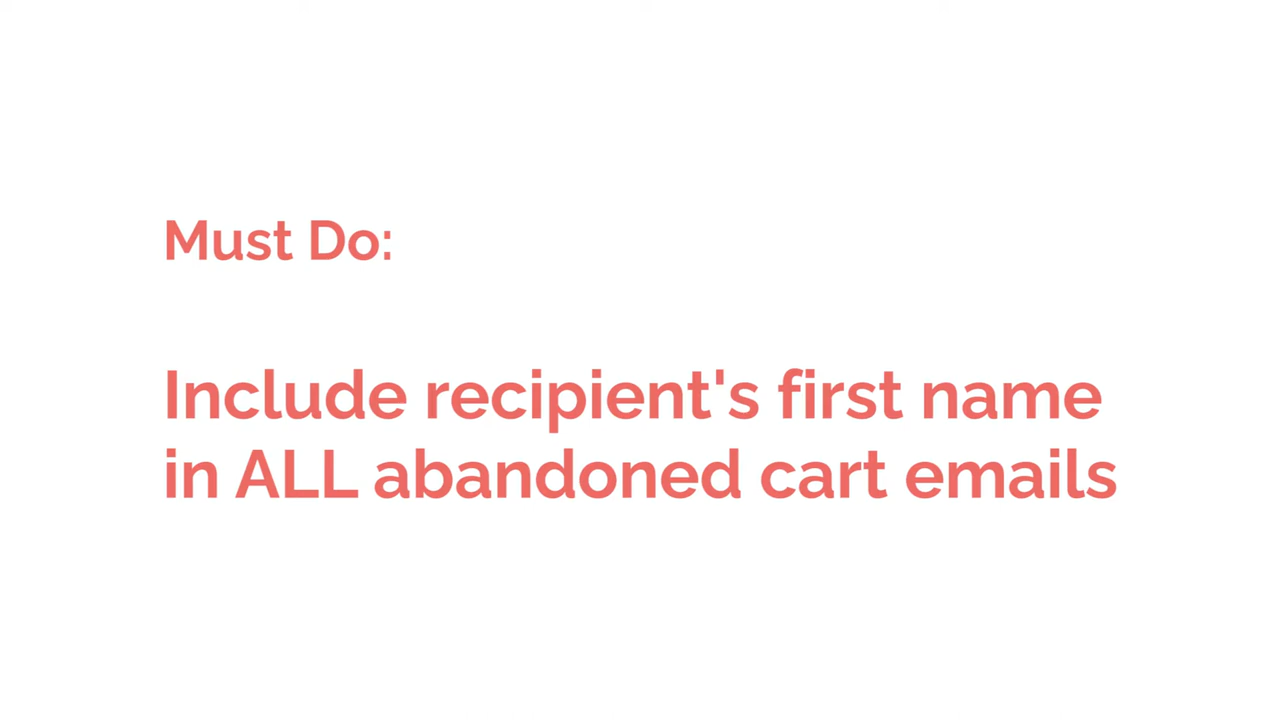 Must Do:
Include recipient's first name
in ALL abandoned cart emails